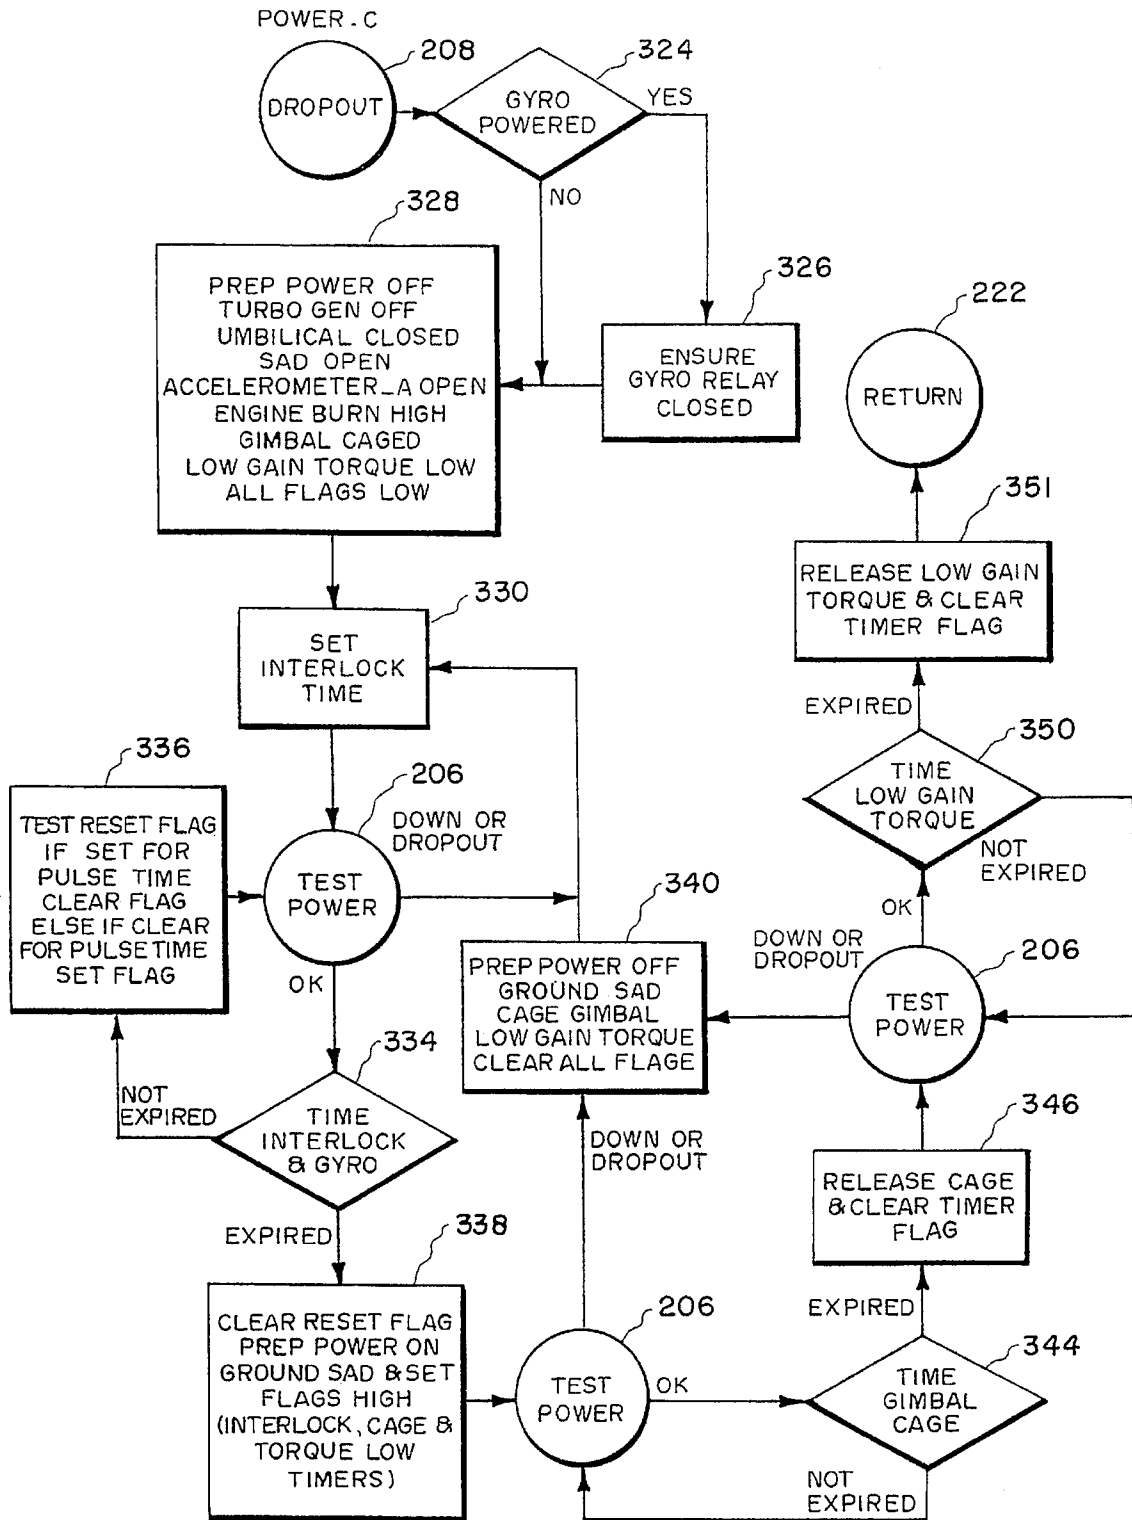 POWER-C
208
DROPOUT
324
GYRO
POWERED
YES
NO
328
PREP POWER OFF
TURBO GEN OFF
UMBILICAL CLOSED
SAD OPEN
ACCELEROMETER-A OPEN
ENGINE BURN HIGH
GIMBAL CAGED
LOW GAIN TORQUE LOW
ALL FLAGS LOW
326
ENSURE
GYRO RELAY
CLOSED
222
RETURN
351
RELEASE LOW GAIN
TORQUE & CLEAR
TIMER FLAG
EXPIRED
350
TIME
LOW GAIN
TORQUE
NOT
EXPIRED
OK
330
SET
INTERLOCK
TIME
336
TEST RESET FLAG
IF SET FOR
PULSE TIME
CLEAR FLAG
ELSE IF CLEAR
FOR PULSE TIME
SET FLAG
206
TEST
POWER
DOWN OR
DROPOUT
OK
334
TIME
INTERLOCK
& GYRO
NOT
EXPIRED
EXPIRED
340
PREP POWER OFF
GROUND SAD
CAGE GIMBAL
LOW GAIN TORQUE
CLEAR ALL FLAGE
DOWN OR
DROPOUT
206
TEST
POWER
346
RELEASE CAGE
& CLEAR TIMER
FLAG
EXPIRED
DOWN OR
DROPOUT
338
CLEAR RESET FLAG
PREP POWER ON
GROUND SAD & SET
FLAGS HIGH
(INTERLOCK, CAGE &
TORQUE LOW
TIMERS)
206
TEST
POWER
OK
344
TIME
GIMBAL
CAGE
NOT
EXPIRED